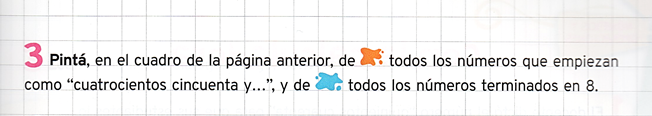 3 Pintá, en el cuadro de la página anterior, de todos los números que empiezan
como “cuatrocientos cincuenta y...”, y de todos los números terminados en 8.